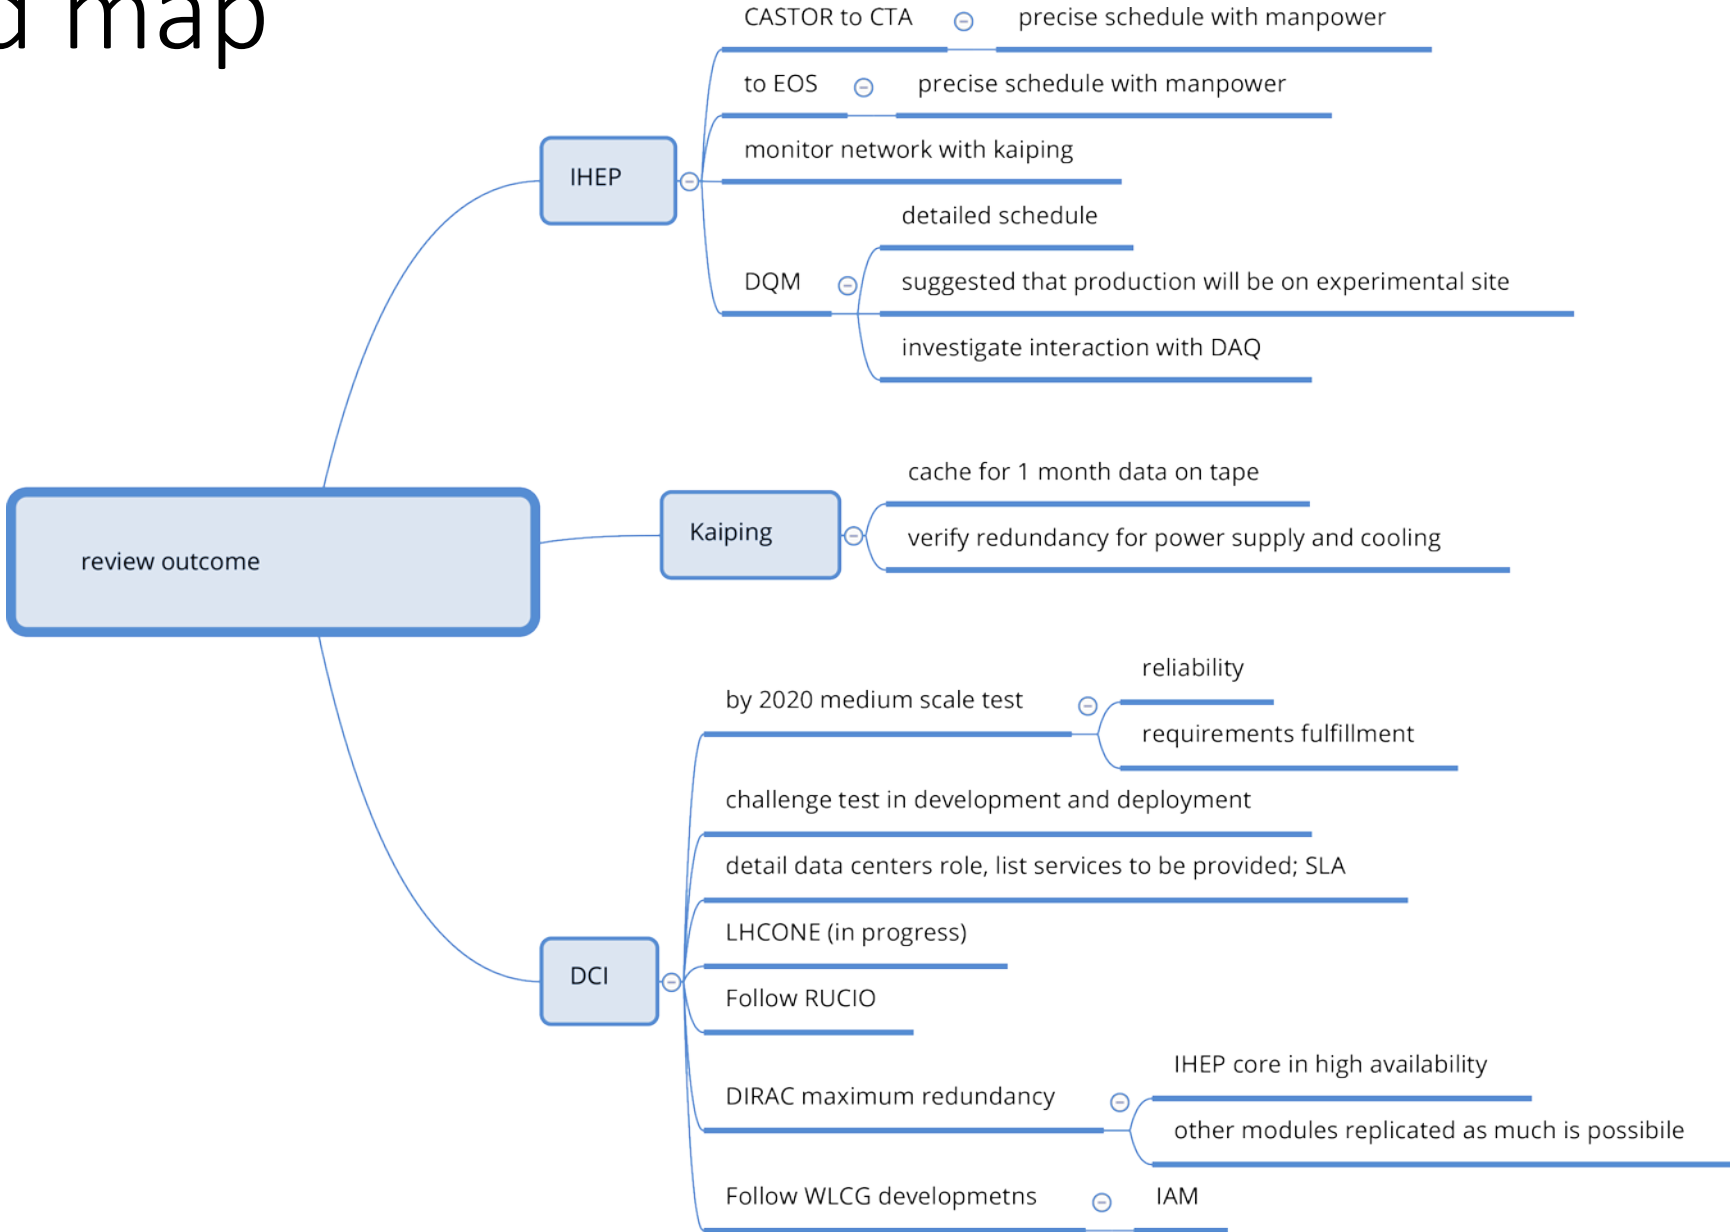 d map
CASTOR to CTA
precise schedule with manpower
to EOS
precise schedule with manpower
monitor network with kaiping
IHEP
detailed schedule
DQM
suggested that production will be on experimental site
investigate interaction with DAQ
cache for 1 month data on tape
Kaiping
verify redundancy for power supply and cooling
review outcome
reliability
by 2020 medium scale test
requirements fulfillment
challenge test in development and deployment
detail data centers role, list services to be provided; SLA
LHCONE (in progress)
DCI
Follow RUCIO
IHEP core in high availability
DIRAC maximum redundancy
other modules replicated as much is possibile
Follow WLCG developmetns
IAM